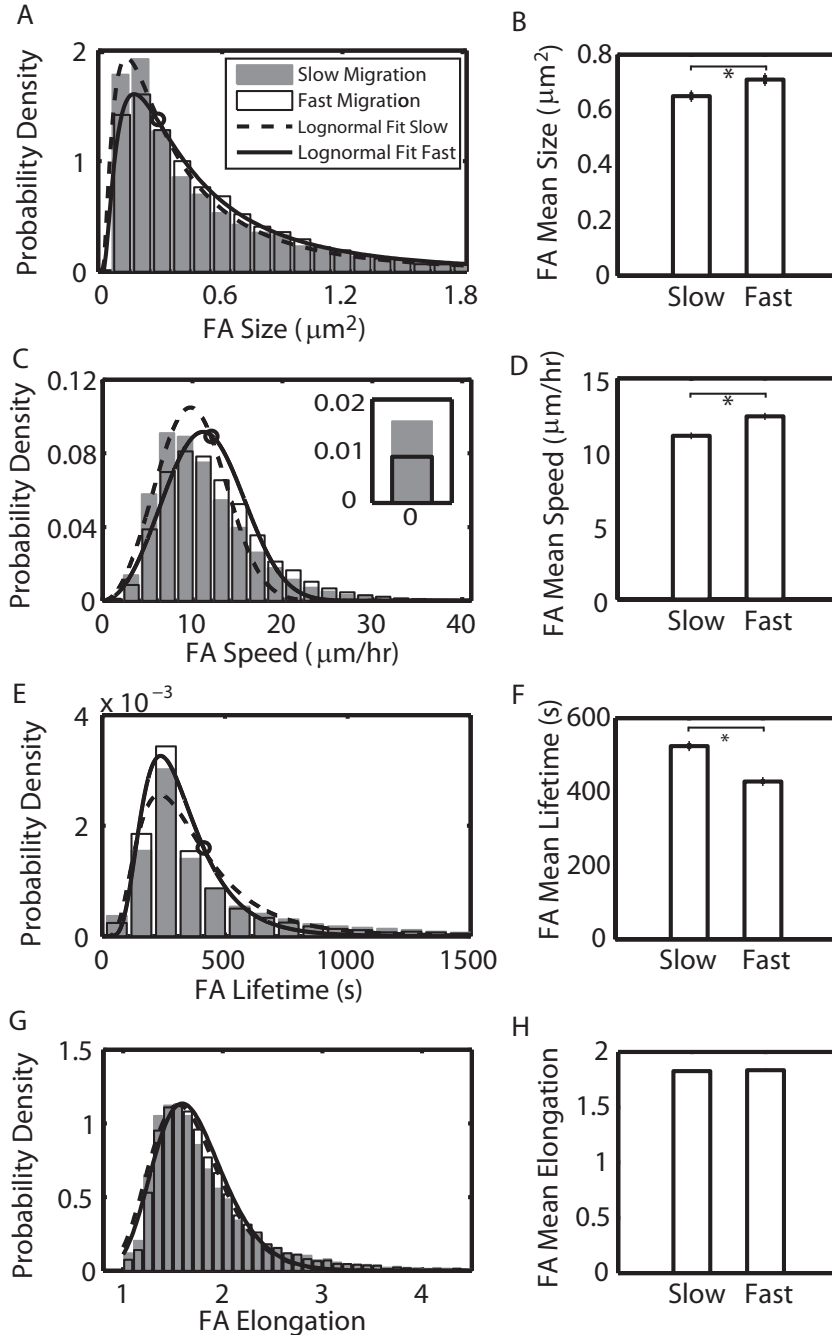 A
Probability Density
2
1
0
0
0.6
1.2
1.8
FA Size (μm²)
Slow Migration
Fast Migration
Lognormal Fit Slow
Lognormal Fit Fast
B
FA Mean Size (μm²)
0.8
0.6
0.4
0.2
0
*
Slow
Fast
C
Probability Density
0.12
0.08
0.04
0
0
10
20
30
40
FA Speed (μm/hr)
0.02
0.01
0
0
D
FA Mean Speed (μm/hr)
15
10
5
0
*
Slow
Fast
E
x 10⁻³
Probability Density
4
2
0
0
500
1000
1500
FA Lifetime (s)
F
FA Mean Lifetime (s)
600
400
200
0
*
Slow
Fast
G
Probability Density
1.5
1
0.5
0
1
2
3
4
FA Elongation
H
FA Mean Elongation
2
1.5
1
0.5
0
Slow
Fast